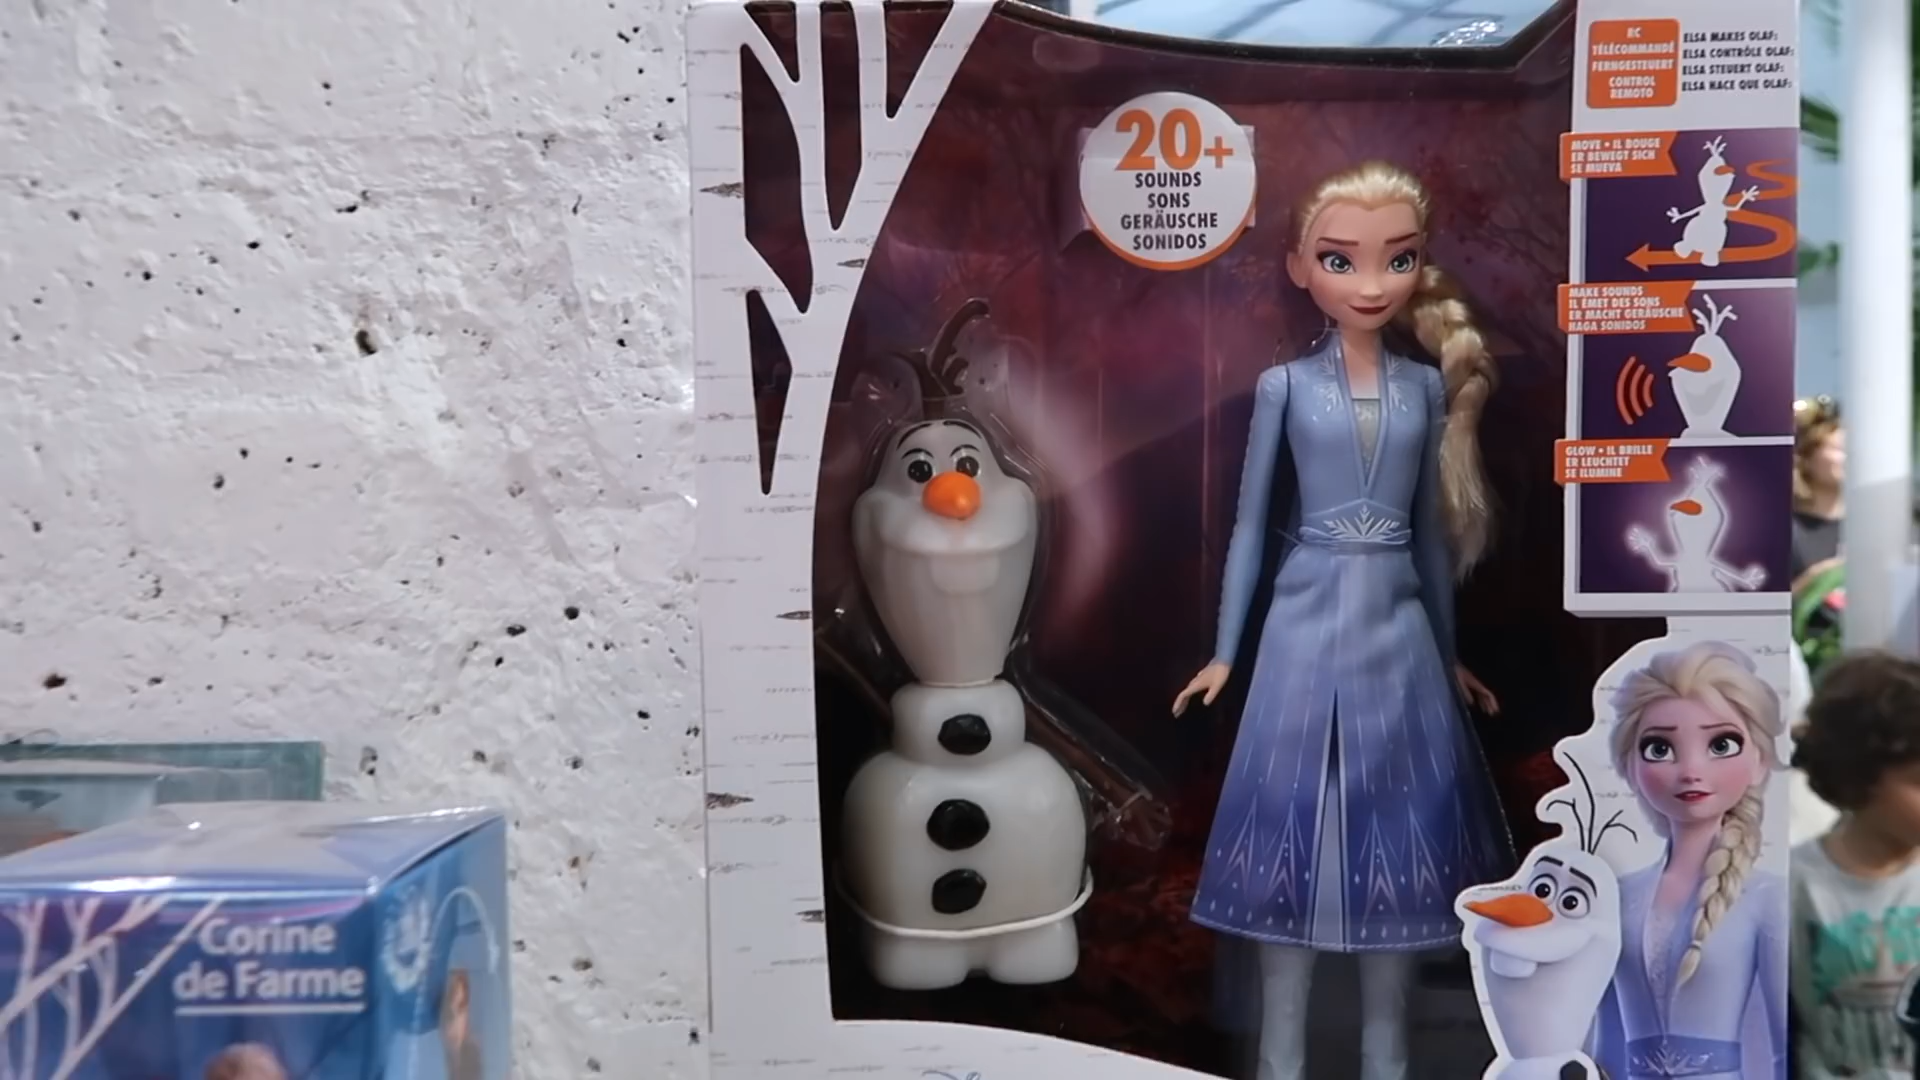 20+
SOUNDS
SONS
GERÄUSCHE
SONIDOS
RC
TÉLÉCOMMANDÉ
FERNGESTEUERT
CONTROL
REMOTO
ELSA MAKES OLAF:
ELSA CONTRÔLE OLAF:
ELSA STEUERT OLAF:
ELSA HACE QUE OLAF:
MOVE • IL BOUGE
ER BEWEGT SICH
SE MUEVA
MAKE SOUNDS
IL ÉMET DES SONS
ER MACHT GERÄUSCHE
HAGA SONIDOS
GLOW • IL BRILLE
ER LEUCHTET
SE ILUMINE
Corine
de Farme